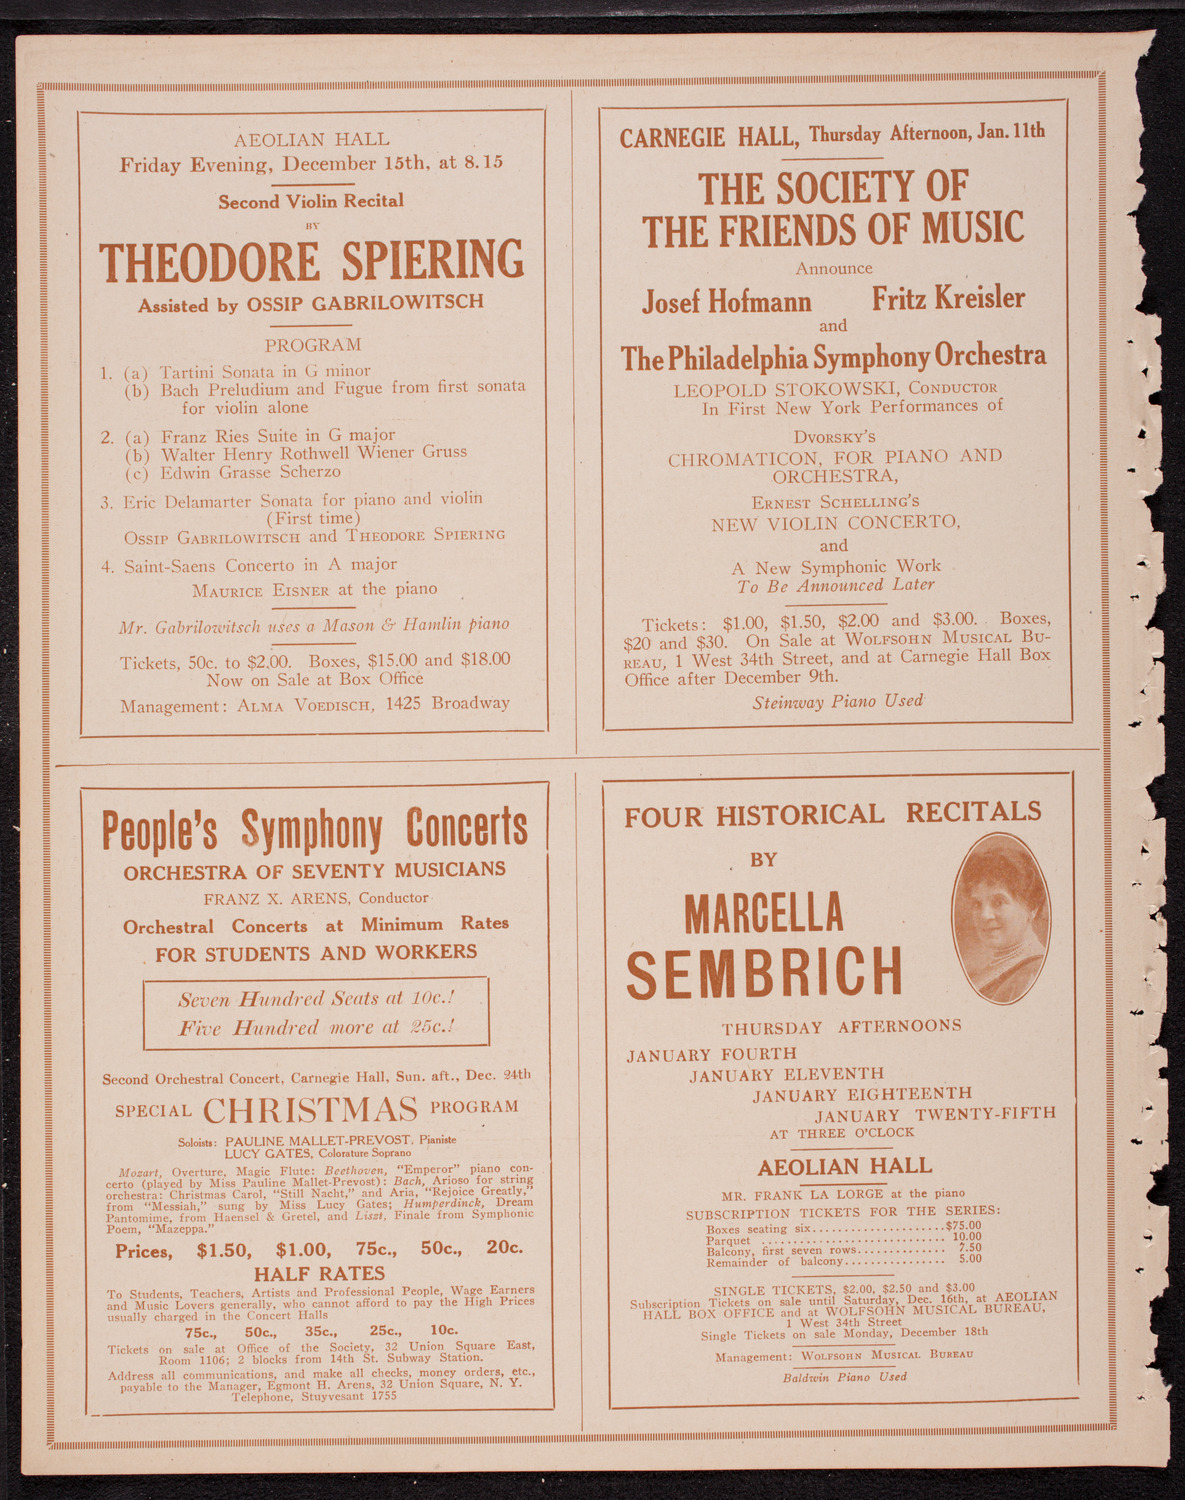 AEOLIAN HALL
Friday Evening, December 15th, at 8.15
Second Violin Recital
BY
THEODORE SPIERING
Assisted by OSSIP GABRILOWITSCH
PROGRAM
1. (a) Tartini Sonata in G minor
(b) Bach Preludium and Fugue from first sonata
for violin alone
2. (a) Franz Ries Suite in G major
(b) Walter Henry Rothwell Wiener Gruss
(c) Edwin Grasse Scherzo
3. Eric Delamarter Sonata for piano and violin
(First time)
OSSIP GABRILOWITSCH and THEODORE SPIERING
4. Saint-Saens Concerto in A major
MAURICE EISNER at the piano
Mr. Gabrilowitsch uses a Mason & Hamlin piano
Tickets, 50c. to $2.00. Boxes, $15.00 and $18.00
Now on Sale at Box Office
Management: ALMA VOEDISCH, 1425 Broadway
CARNEGIE HALL, Thursday Afternoon, Jan. 11th
THE SOCIETY OF
THE FRIENDS OF MUSIC
Announce
Josef Hofmann Fritz Kreisler
and
The Philadelphia Symphony Orchestra
LEOPOLD STOKOWSKI, CONDUCTOR
In First New York Performances of
DVORSKY'S
CHROMATICON, FOR PIANO AND
ORCHESTRA,
ERNEST SCHELLING'S
NEW VIOLIN CONCERTO,
and
A New Symphonic Work
To Be Announced Later
Tickets: $1.00, $1.50, $2.00 and $3.00. Boxes,
$20 and $30. On Sale at WOLFSOHN MUSICAL BU-
REAU, 1 West 34th Street, and at Carnegie Hall Box
Office after December 9th.
Steinway Piano Used
People's Symphony Concerts
ORCHESTRA OF SEVENTY MUSICIANS
FRANZ X. ARENS, Conductor
Orchestral Concerts at Minimum Rates
FOR STUDENTS AND WORKERS
Seven Hundred Seats at 10c.!
Five Hundred more at 25c.!
Second Orchestral Concert, Carnegie Hall, Sun. aft., Dec. 24th
SPECIAL CHRISTMAS PROGRAM
Soloists: PAULINE MALLET-PREVOST, Pianiste
LUCY GATES, Colorature Soprano
Mozart, Overture, Magic Flute: Beethoven, "Emperor" piano con-
certo (played by Miss Pauline Mallet-Prevost): Bach, Arioso for string
orchestra: Christmas Carol, "Still Nacht," and Aria, "Rejoice Greatly,"
from "Messiah," sung by Miss Lucy Gates; Humperdinck, Dream
Pantomime, from Haensel & Gretel, and Liszt, Finale from Symphonic
Poem, "Mazeppa."
Prices, $1.50, $1.00, 75c., 50c., 20c.
HALF RATES
To Students, Teachers, Artists and Professional People, Wage Earners
and Music Lovers generally, who cannot afford to pay the High Prices
usually charged in the Concert Halls
75c., 50c., 35c., 25c., 10c.
Tickets on sale at Office of the Society, 32 Union Square East,
Room 1106; 2 blocks from 14th St. Subway Station.
Address all communications, and make all checks, money orders, etc.,
payable to the Manager, Egmont H. Arens, 32 Union Square, N. Y.
Telephone, Stuyvesant 1755
FOUR HISTORICAL RECITALS
BY
MARCELLA
SEMBRICH
THURSDAY AFTERNOONS
JANUARY FOURTH
JANUARY ELEVENTH
JANUARY EIGHTEENTH
JANUARY TWENTY-FIFTH
AT THREE O'CLOCK
AEOLIAN HALL
MR. FRANK LA LORGE at the piano
SUBSCRIPTION TICKETS FOR THE SERIES:
Boxes seating six.....................$75.00
Parquet ............................. 10.00
Balcony, first seven rows.............. 7.50
Remainder of balcony................ 5.00
SINGLE TICKETS, $2.00, $2.50 and $3.00
Subscription Tickets on sale until Saturday, Dec. 16th, at AEOLIAN
HALL BOX OFFICE and at WOLFSOHN MUSICAL BUREAU,
1 West 34th Street
Single Tickets on sale Monday, December 18th
Management: WOLFSOHN MUSICAL BUREAU
Baldwin Piano Used